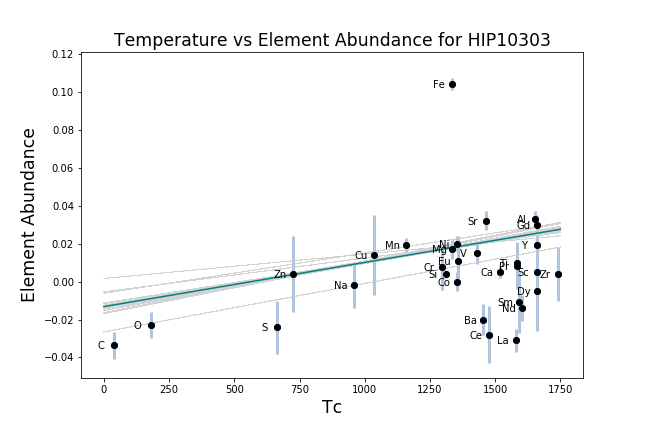 Temperature vs Element Abundance for HIP10303
0.12
0.10
0.08
0.06
0.04
0.02
0.00
−0.02
−0.04
Element Abundance
Fe
Al
Sr
Gd
Mn
Ni
Y
Mg
V
Cu
Eu
Cr
Ti
Zn
Si
Ca
Sc
Zr
Na
Co
Dy
Sm
Nd
C
O
S
Ba
Ce
La
0 250 500 750 1000 1250 1500 1750
Tc